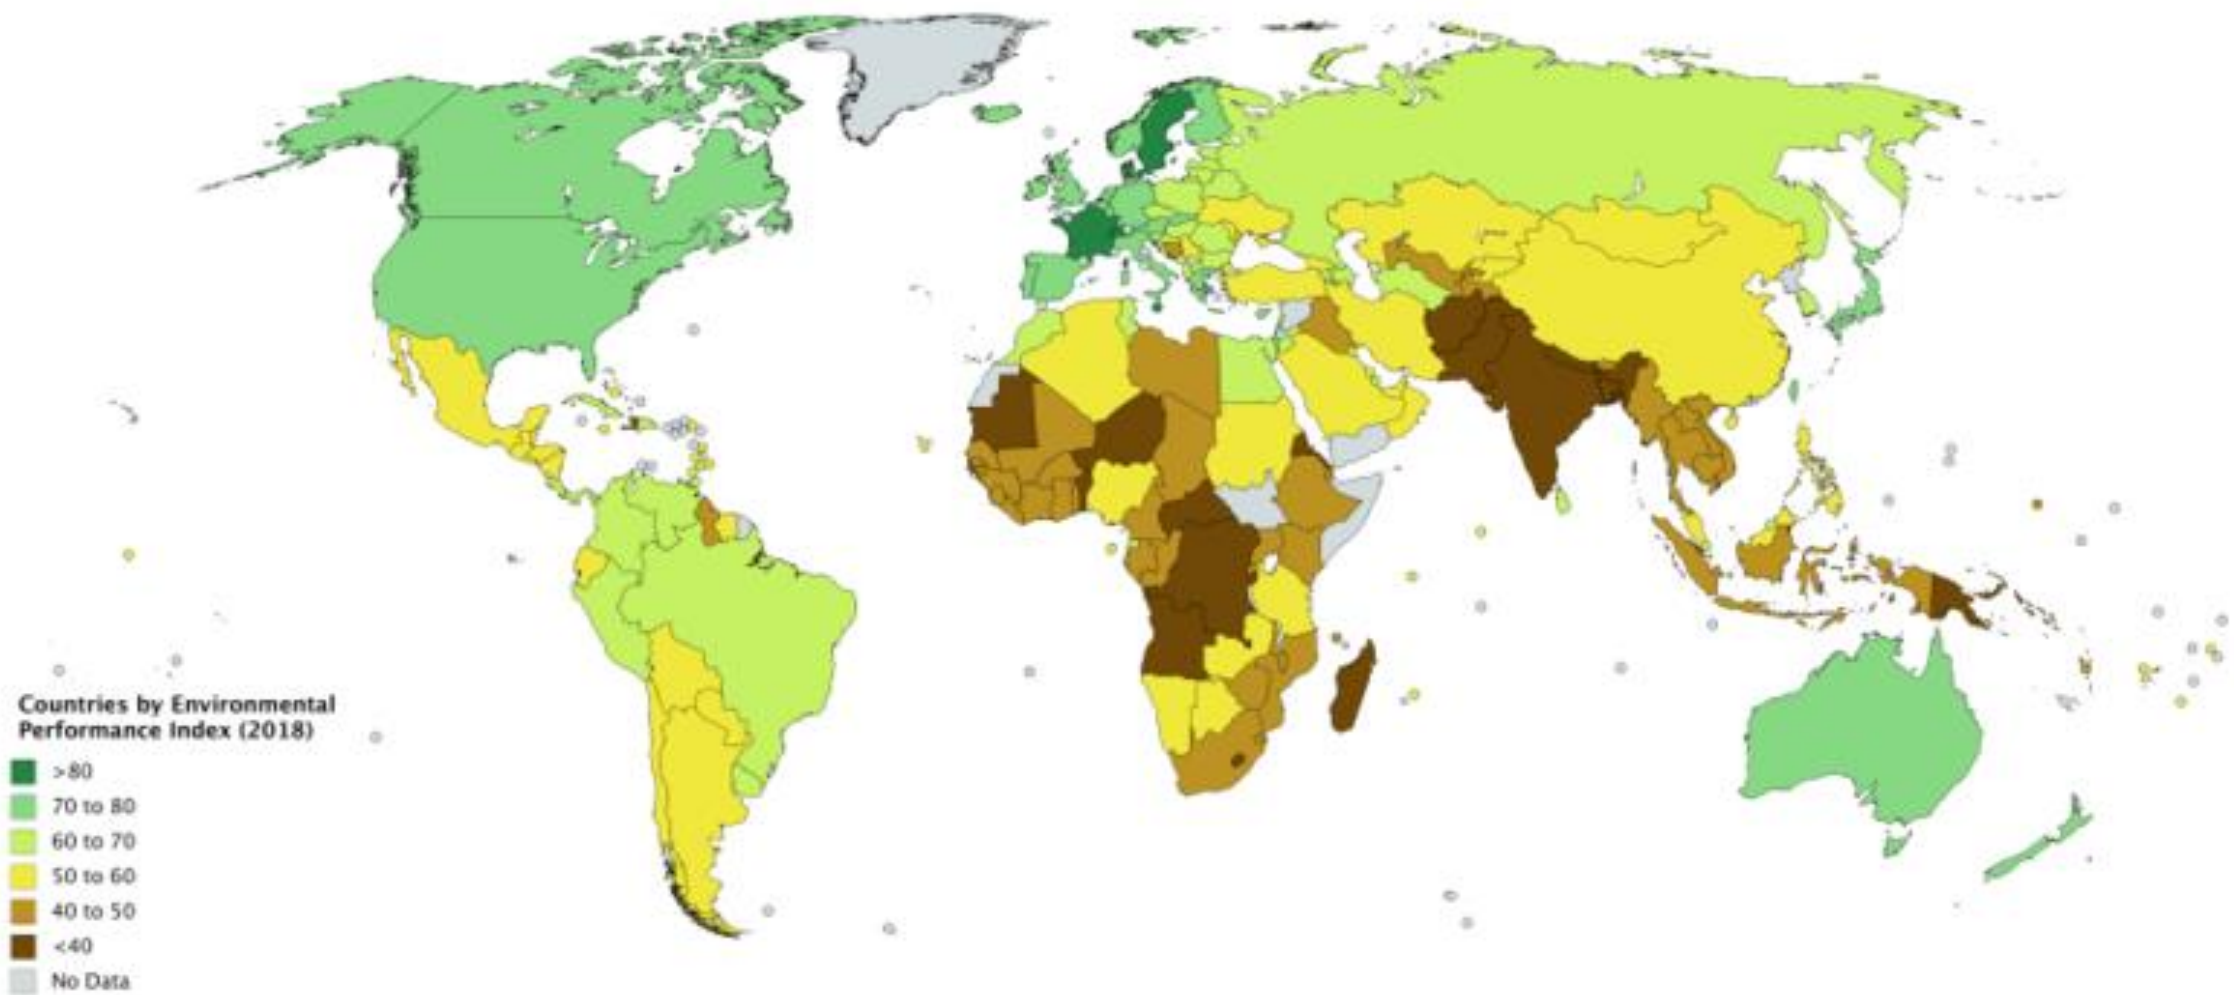 Countries by Environmental
Performance Index (2018)
>80
70 to 80
60 to 70
50 to 60
40 to 50
<40
No Data